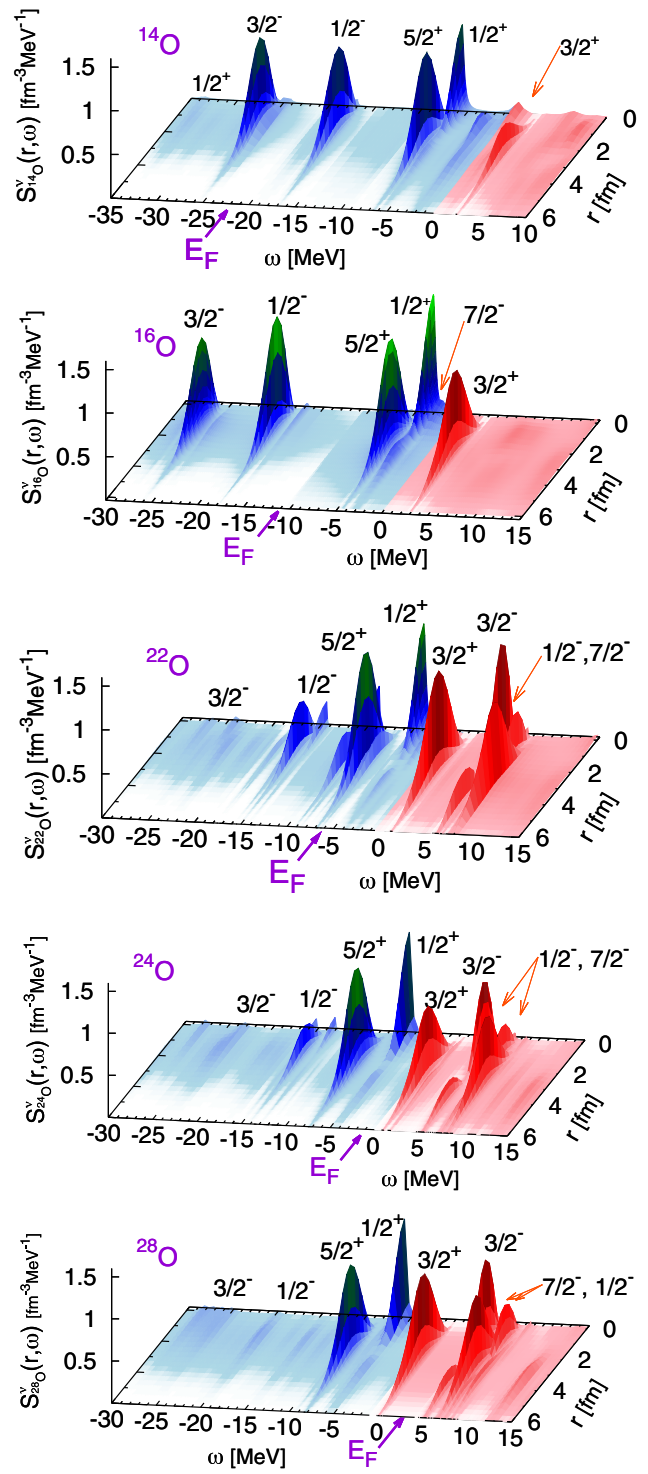 ¹⁴O 3/2⁻ 1/2⁻ 5/2⁺ 1/2⁺ 3/2⁺
1/2⁺
S^ν_14O(r,ω) [fm⁻³MeV⁻¹]
1.5
1
0.5
0
2
4
6
r [fm]
-35 -30 -25 -20 -15 -10 -5 0 5 10
E_F ω [MeV]
¹⁶O 3/2⁻ 1/2⁻ 5/2⁺ 1/2⁺ 7/2⁻
3/2⁺
S^ν_16O(r,ω) [fm⁻³MeV⁻¹]
1.5
1
0.5
0
2
4
6
r [fm]
-30 -25 -20 -15 -10 -5 0 5 10 15
E_F ω [MeV]
²²O 3/2⁻ 1/2⁻ 5/2⁺ 1/2⁺ 3/2⁺ 3/2⁻
1/2⁻,7/2⁻
S^ν_22O(r,ω) [fm⁻³MeV⁻¹]
1.5
1
0.5
0
2
4
6
r [fm]
-30 -25 -20 -15 -10 -5 0 5 10 15
E_F ω [MeV]
²⁴O 3/2⁻ 1/2⁻ 5/2⁺ 1/2⁺ 3/2⁺ 3/2⁻
1/2⁻, 7/2⁻
S^ν_24O(r,ω) [fm⁻³MeV⁻¹]
1.5
1
0.5
0
2
4
6
r [fm]
-30 -25 -20 -15 -10 -5 0 5 10 15
E_F ω [MeV]
²⁸O 3/2⁻ 1/2⁻ 5/2⁺ 1/2⁺ 3/2⁺ 3/2⁻
7/2⁻, 1/2⁻
S^ν_28O(r,ω) [fm⁻³MeV⁻¹]
1.5
1
0.5
0
2
4
6
r [fm]
-30 -25 -20 -15 -10 -5 0 5 10 15
ω [MeV] E_F